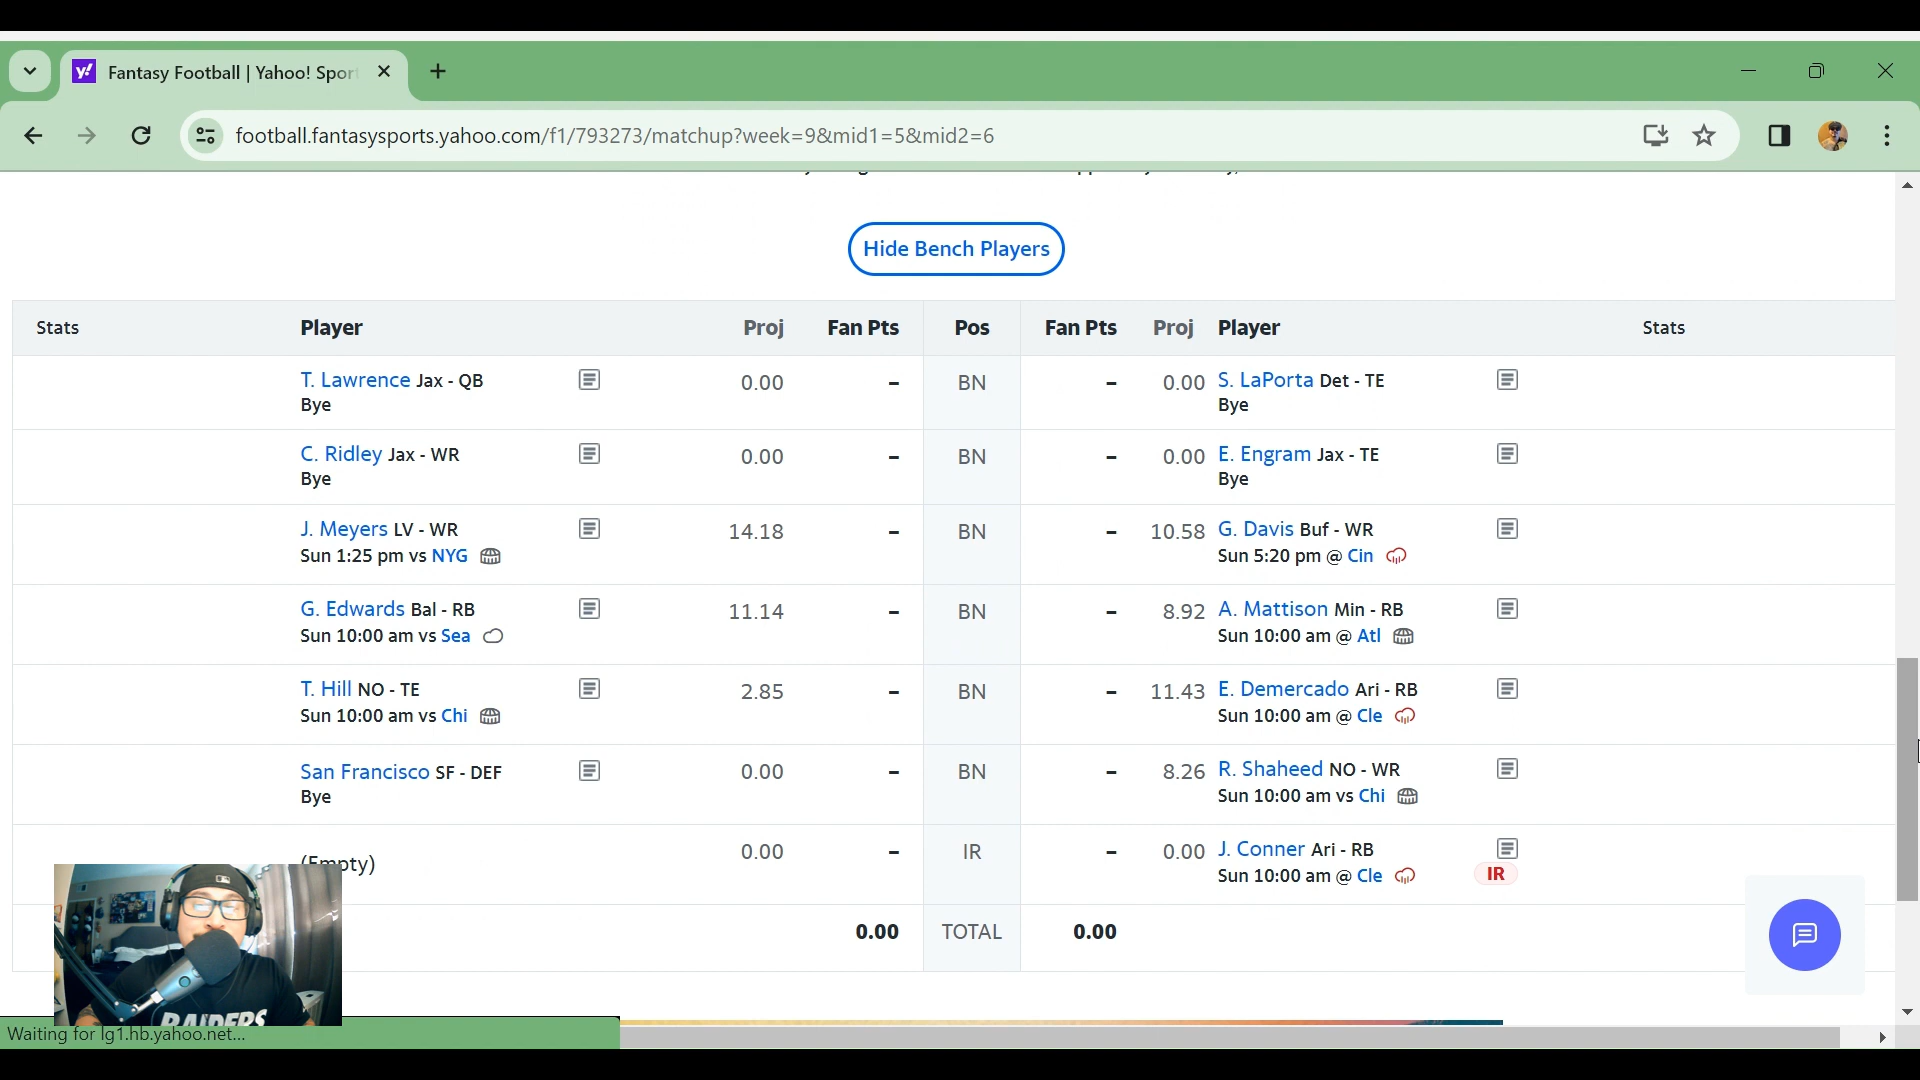 Fantasy Football | Yahoo! Spor
football.fantasysports.yahoo.com/f1/793273/matchup?week=9&mid1=5&mid2=6
Hide Bench Players
Stats Player Proj Fan Pts Pos Fan Pts Proj Player Stats
T. Lawrence Jax - QB 0.00 – BN – 0.00 S. LaPorta Det - TE
Bye Bye
C. Ridley Jax - WR 0.00 – BN – 0.00 E. Engram Jax - TE
Bye Bye
J. Meyers LV - WR 14.18 – BN – 10.58 G. Davis Buf - WR
Sun 1:25 pm vs NYG Sun 5:20 pm @ Cin
G. Edwards Bal - RB 11.14 – BN – 8.92 A. Mattison Min - RB
Sun 10:00 am vs Sea Sun 10:00 am @ Atl
T. Hill NO - TE 2.85 – BN – 11.43 E. Demercado Ari - RB
Sun 10:00 am vs Chi Sun 10:00 am @ Cle
San Francisco SF - DEF 0.00 – BN – 8.26 R. Shaheed NO - WR
Bye Sun 10:00 am vs Chi
(Empty) 0.00 – IR – 0.00 J. Conner Ari - RB
Sun 10:00 am @ Cle IR
0.00 TOTAL 0.00
RAIDERS
Waiting for lg1.hb.yahoo.net...